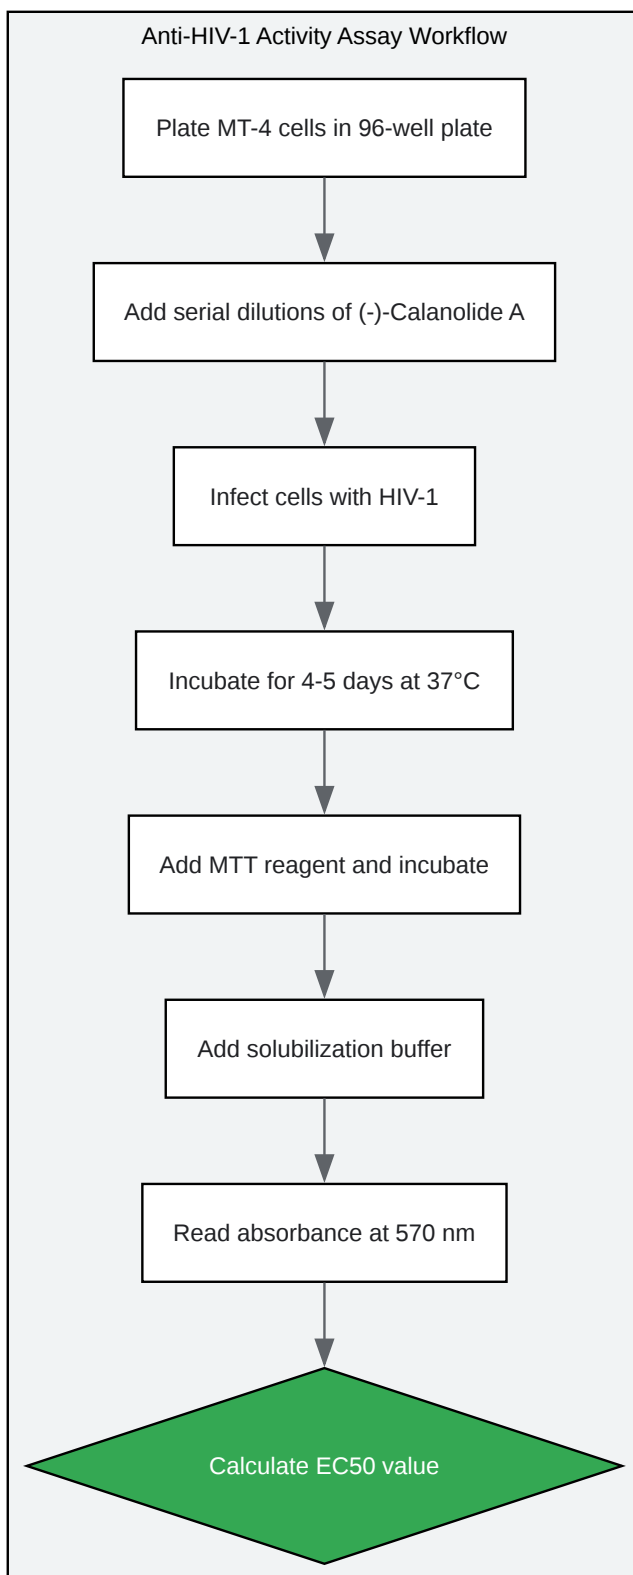 Anti-HIV-1 Activity Assay Workflow
Plate MT-4 cells in 96-well plate
Add serial dilutions of (-)-Calanolide A
Infect cells with HIV-1
Incubate for 4-5 days at 37°C
Add MTT reagent and incubate
Add solubilization buffer
Read absorbance at 570 nm
Calculate EC50 value